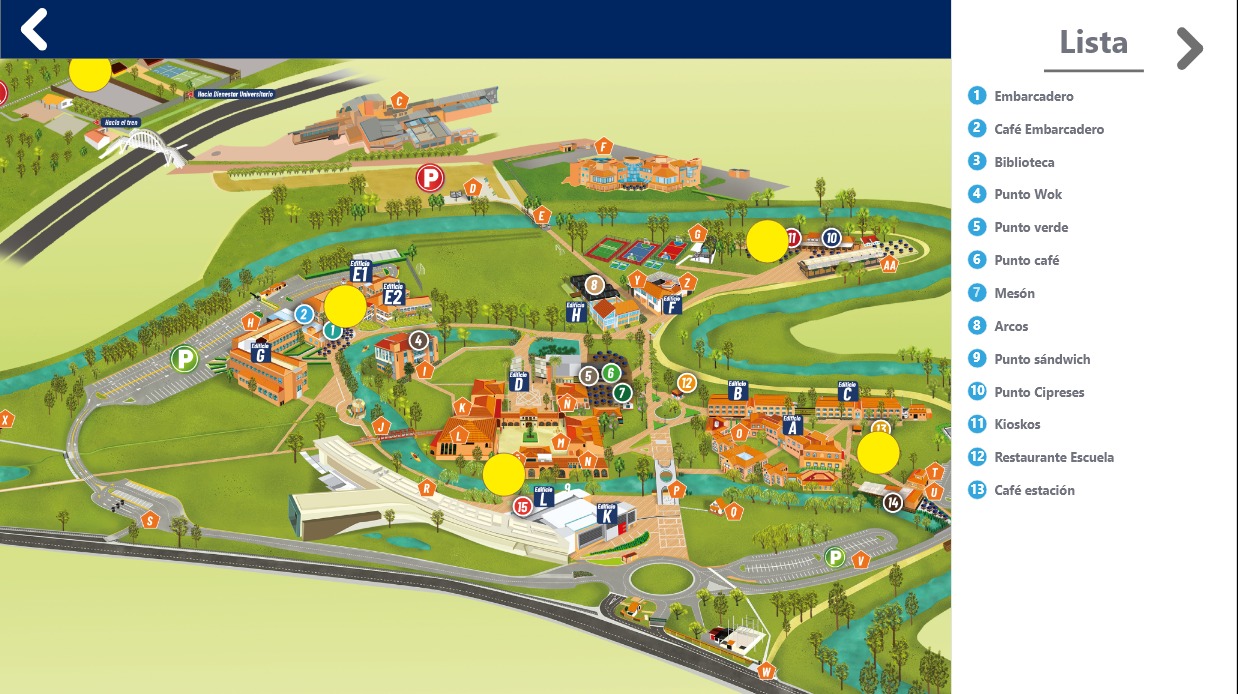 Lista
1 Embarcadero
2 Café Embarcadero
3 Biblioteca
4 Punto Wok
5 Punto verde
6 Punto café
7 Mesón
8 Arcos
9 Punto sándwich
10 Punto Cipreses
11 Kioskos
12 Restaurante Escuela
13 Café estación
Hacia Bienestar Universitario
Hacia el tren
C
F
P
D
E
G
11
10
AA
Edificio
E1
Edificio
E2
8
Y
Z
Edificio
H
Edificio
F
H
2
1
Edificio
G
P
4
I
Edificio
D
5
6
7
12
Edificio
B
Edificio
C
X
K
Ñ
J
L
M
N
O
Edificio
A
13
R
S
15
Edificio
L
9
Edificio
K
P
Q
14
T
U
P
V
W